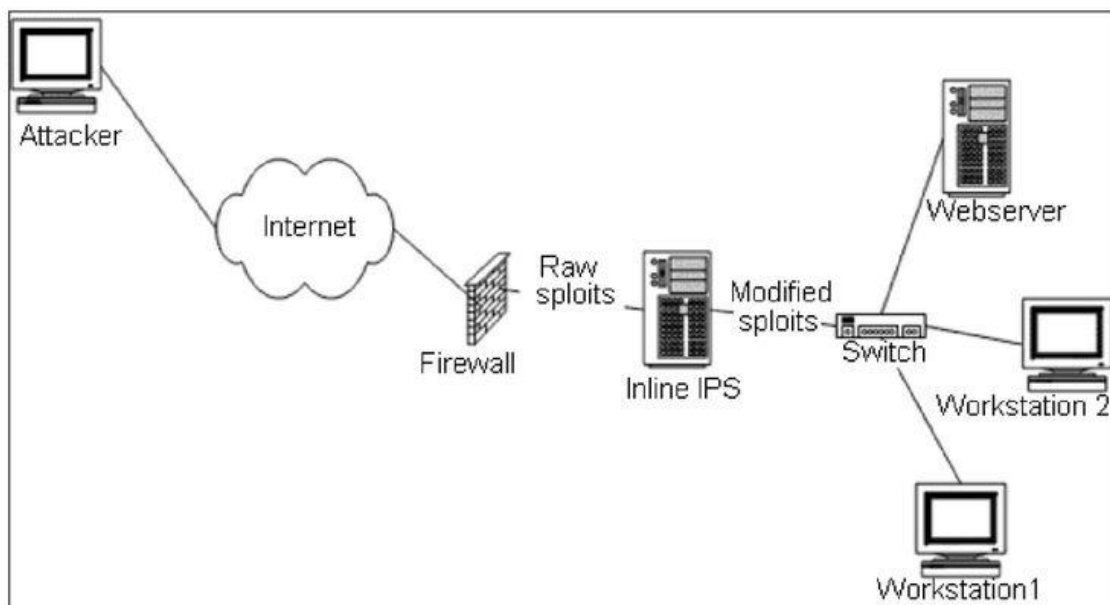 Attacker
Internet
Firewall
Raw
sploits
Inline IPS
Modified
sploits
Switch
Webserver
Workstation 2
Workstation1